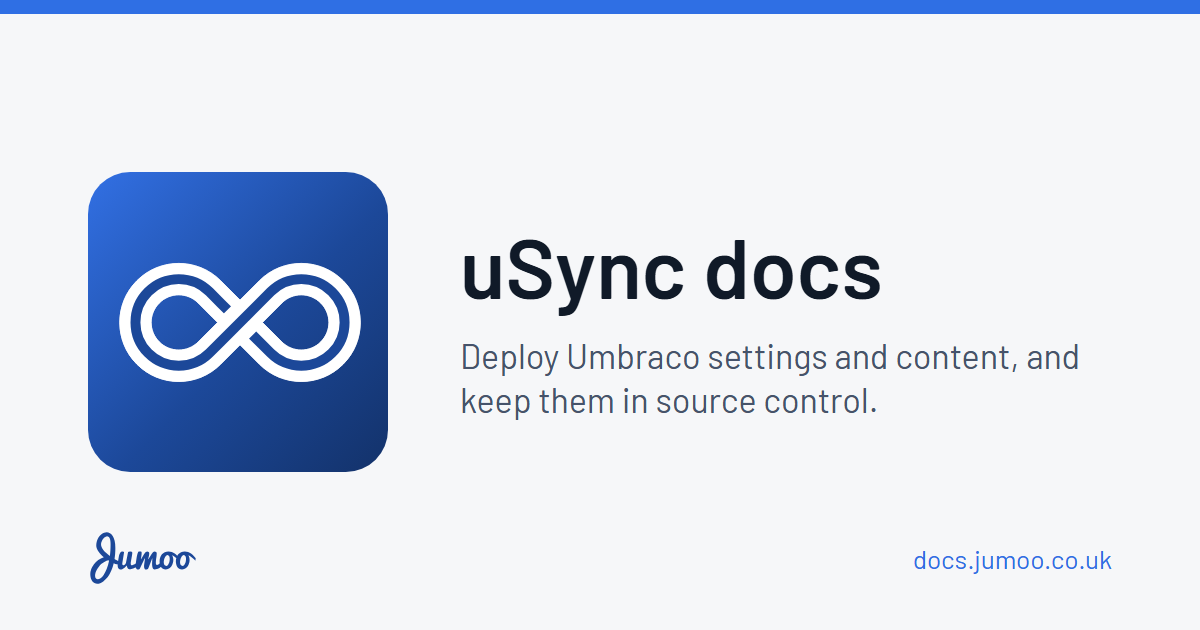 uSync docs
Deploy Umbraco settings and content, and
keep them in source control.
Jumoo
docs.jumoo.co.uk